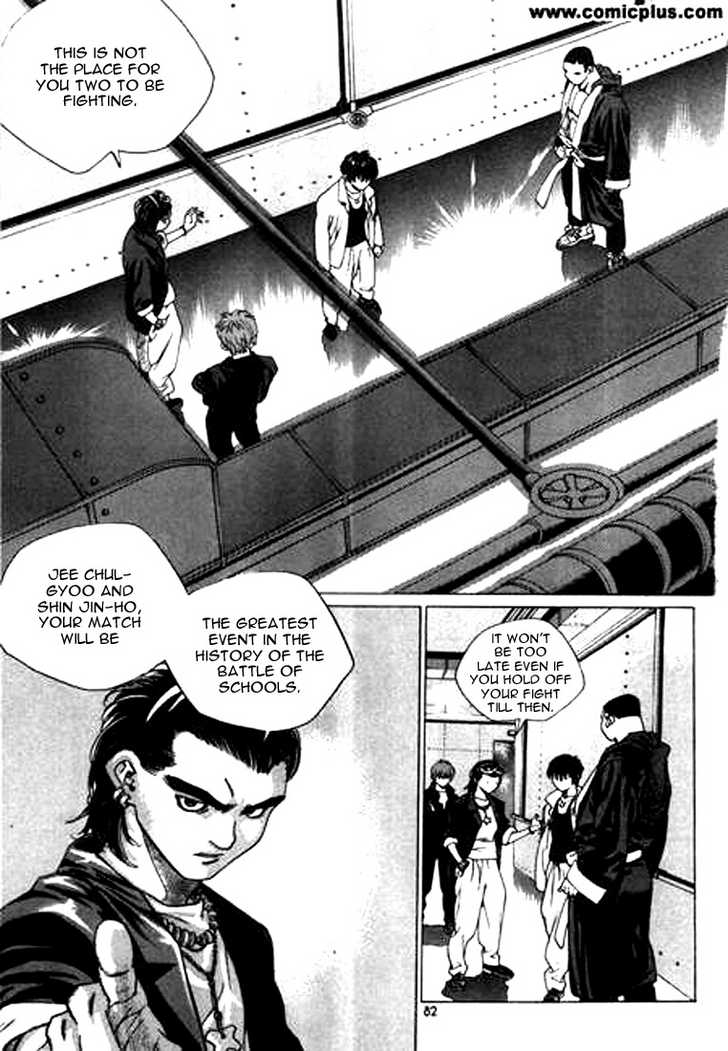 www.comicplus.com
THIS IS NOT
THE PLACE FOR
YOU TWO TO BE
FIGHTING.
JEE CHUL-
GYOO AND
SHIN JIN-HO,
YOUR MATCH
WILL BE
THE GREATEST
EVENT IN THE
HISTORY OF THE
BATTLE OF
SCHOOLS.
IT WON'T
BE TOO
LATE EVEN IF
YOU HOLD OFF
YOUR FIGHT
TILL THEN.
82